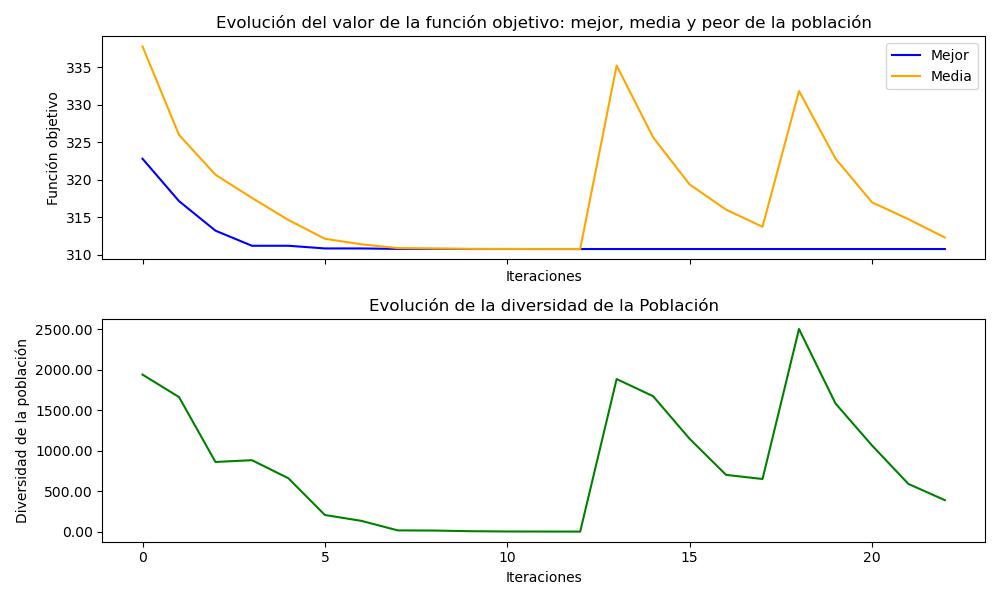 Evolución del valor de la función objetivo: mejor, media y peor de la población
Función objetivo
335
330
325
320
315
310
Mejor
Media
Iteraciones
Evolución de la diversidad de la Población
Diversidad de la población
2500.00
2000.00
1500.00
1000.00
500.00
0.00
0
5
10
15
20
Iteraciones